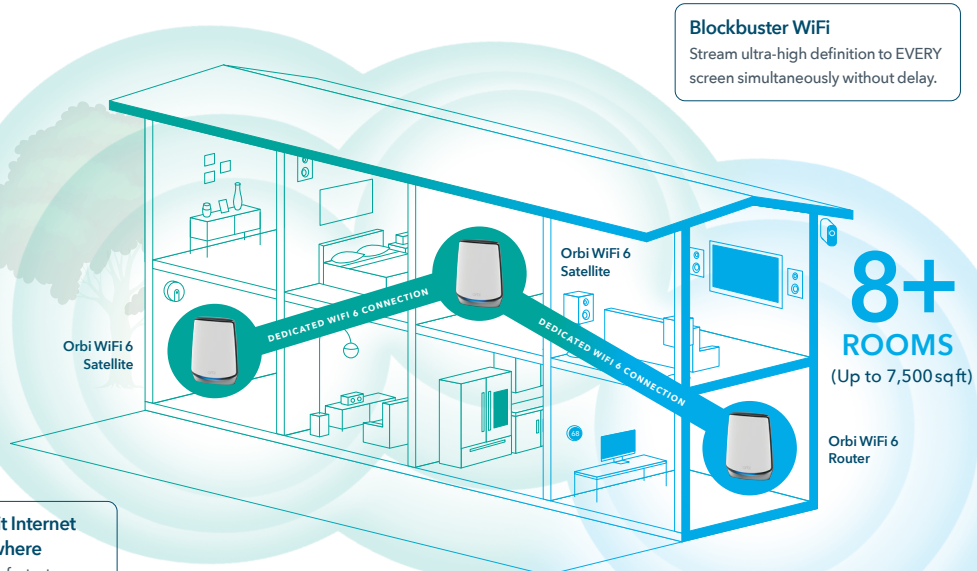 Blockbuster WiFi
Stream ultra-high definition to EVERY
screen simultaneously without delay.
Orbi WiFi 6
Satellite
8+
ROOMS
(Up to 7,500 sq ft)
DEDICATED WIFI 6 CONNECTION
DEDICATED WIFI 6 CONNECTION
Orbi WiFi 6
Satellite
68
Orbi WiFi 6
Router
it Internet
where